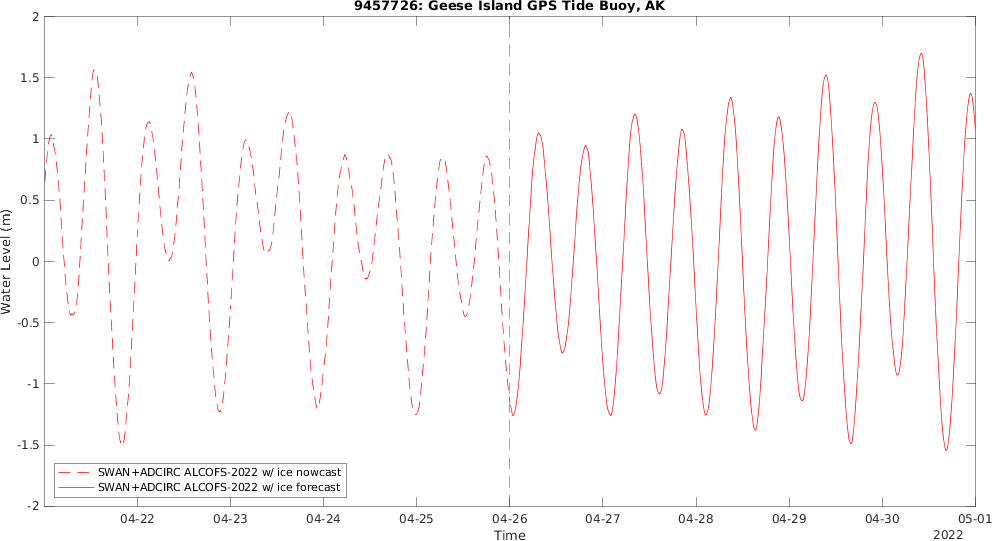 9457726: Geese Island GPS Tide Buoy, AK
2
1.5
1
0.5
0
-0.5
-1
-1.5
-2
Water Level (m)
SWAN+ADCIRC ALCOFS-2022 w/ ice nowcast
SWAN+ADCIRC ALCOFS-2022 w/ ice forecast
04-22 04-23 04-24 04-25 04-26 04-27 04-28 04-29 04-30 05-01
Time
2022